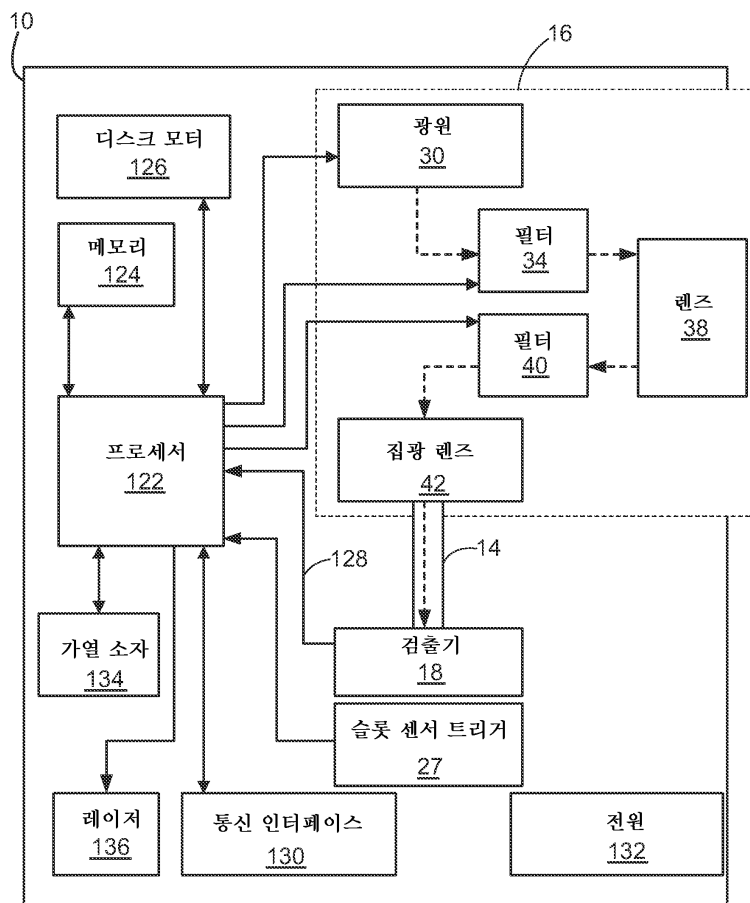 10
16
디스크 모터
126
광원
30
메모리
124
필터
34
렌즈
38
필터
40
프로세서
122
집광 렌즈
42
128
14
가열 소자
134
검출기
18
슬롯 센서 트리거
27
레이저
136
통신 인터페이스
130
전원
132